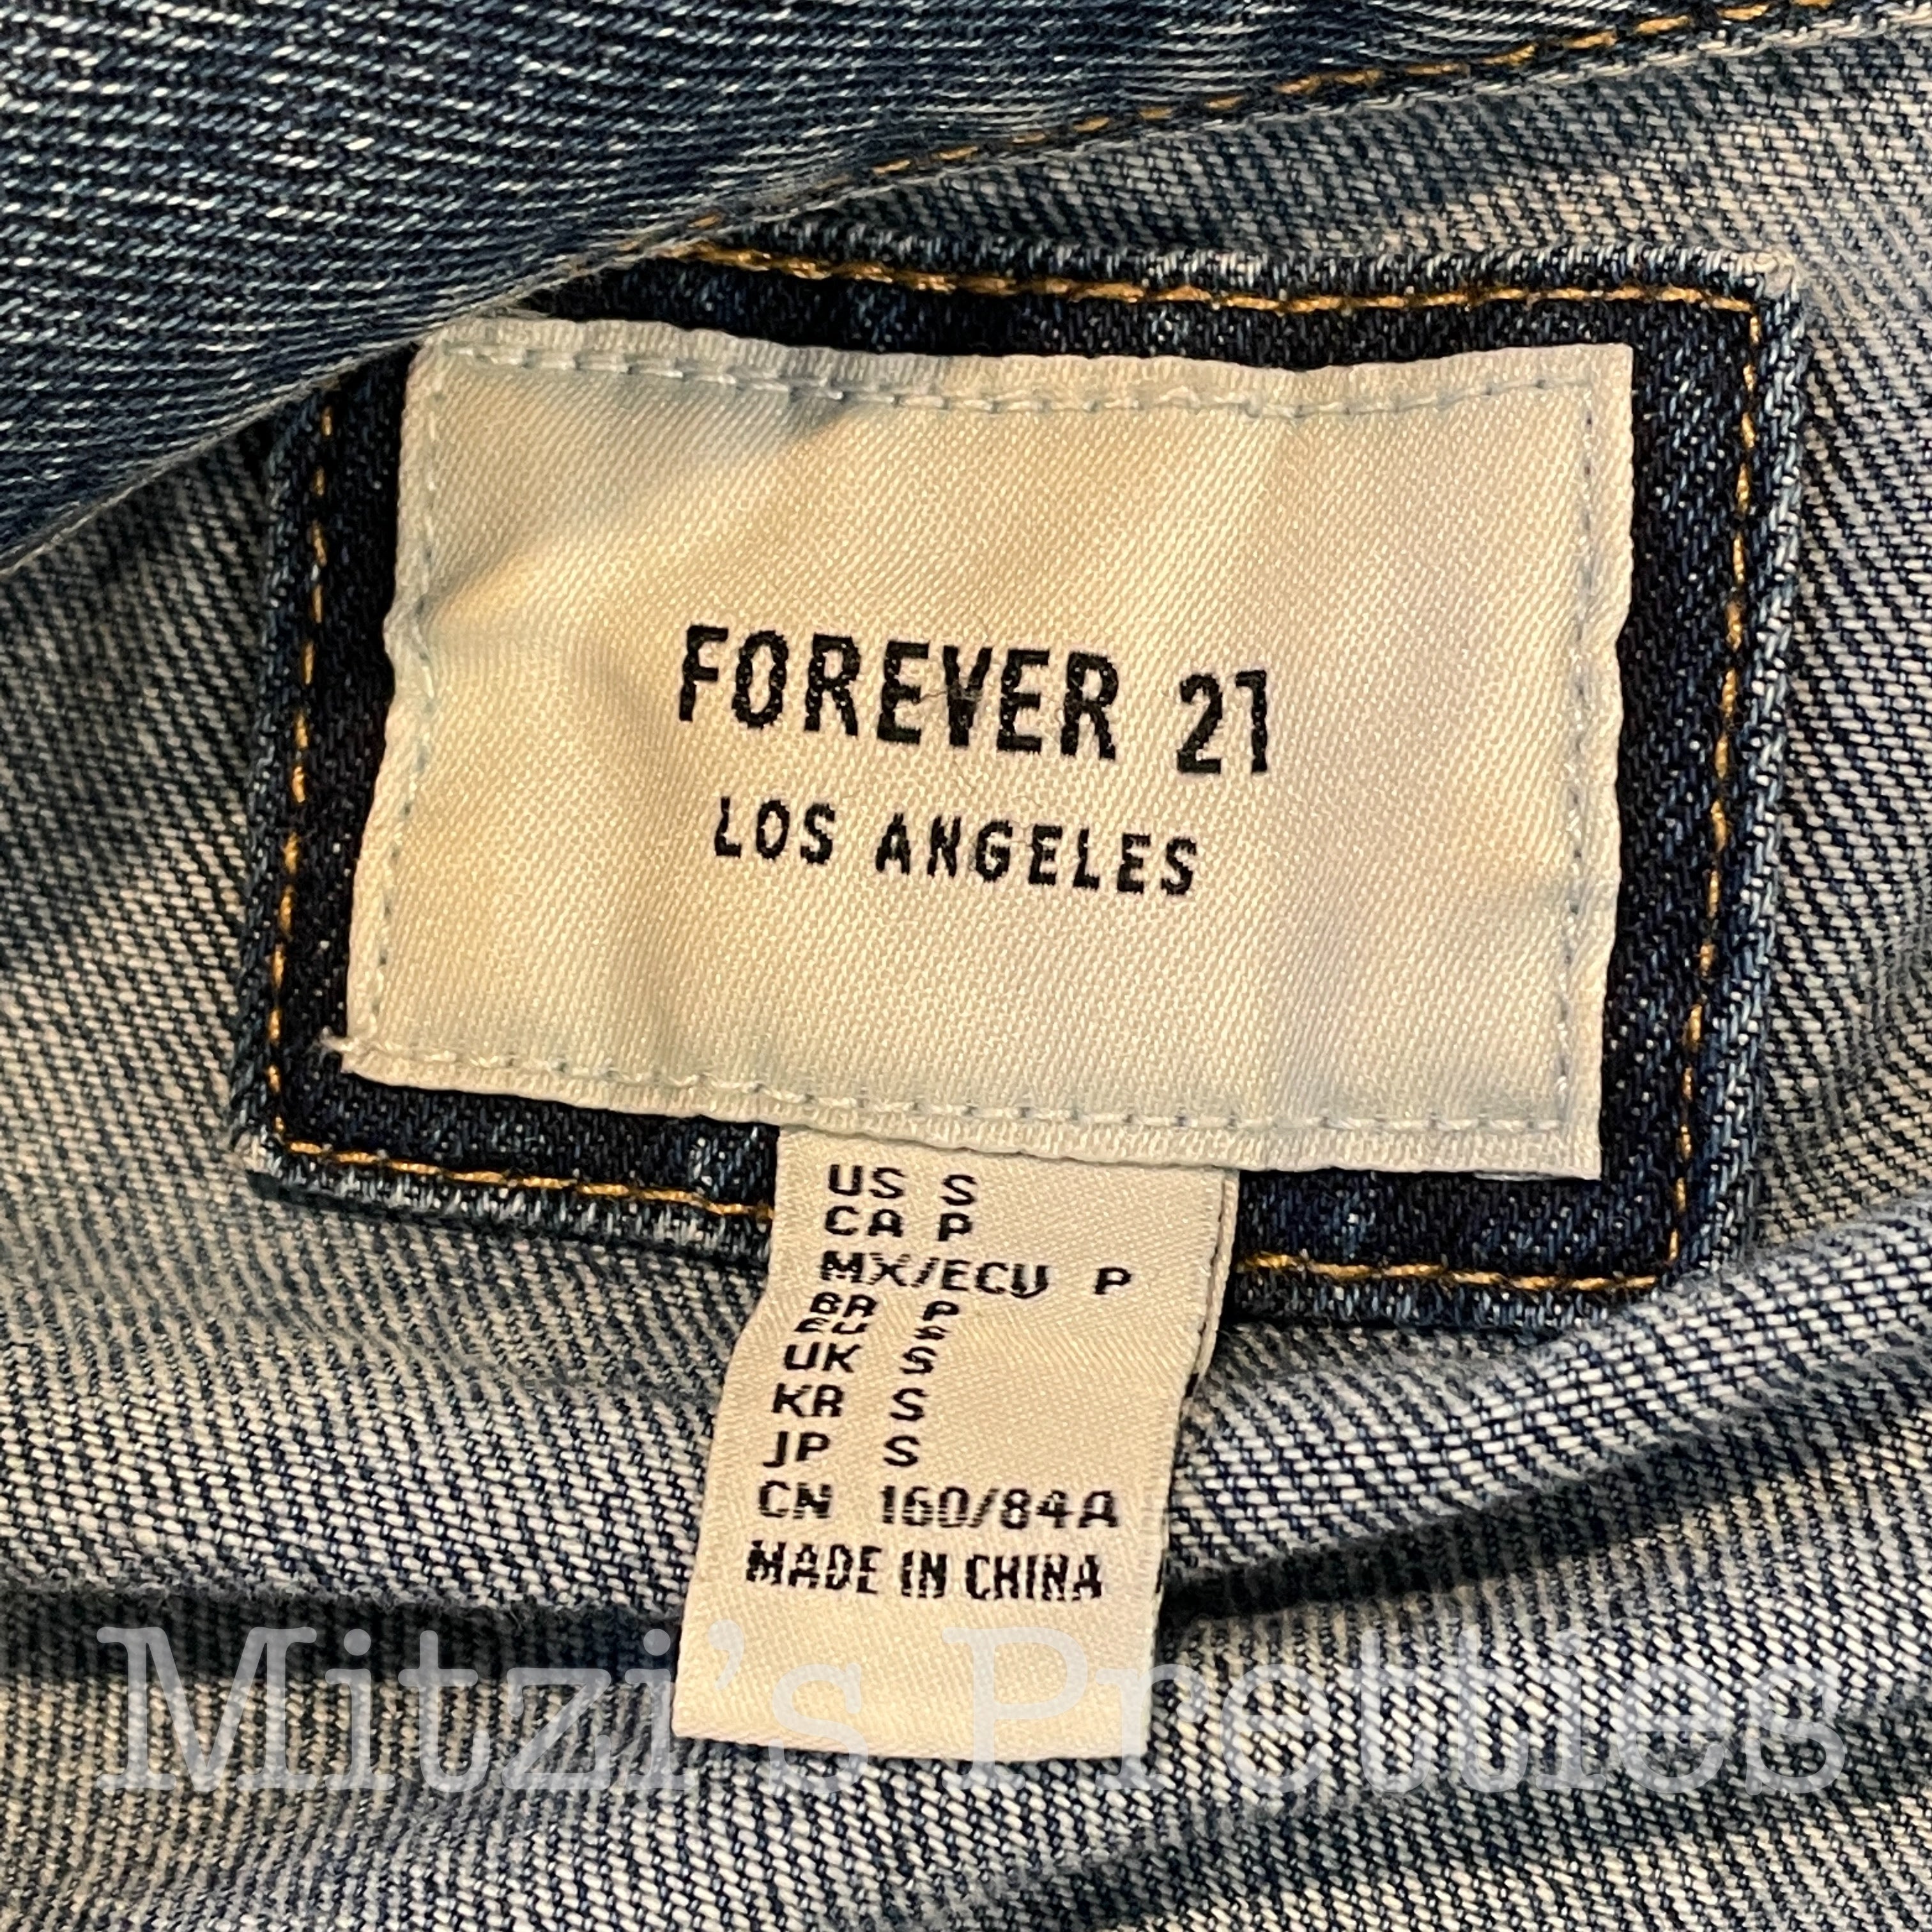 FOREVER 21
LOS ANGELES
US S
CA P
MX/ECU P
BR P
EU S
UK S
KR S
JP S
CN 160/84A
MADE IN CHINA
Mitzi's Pretties